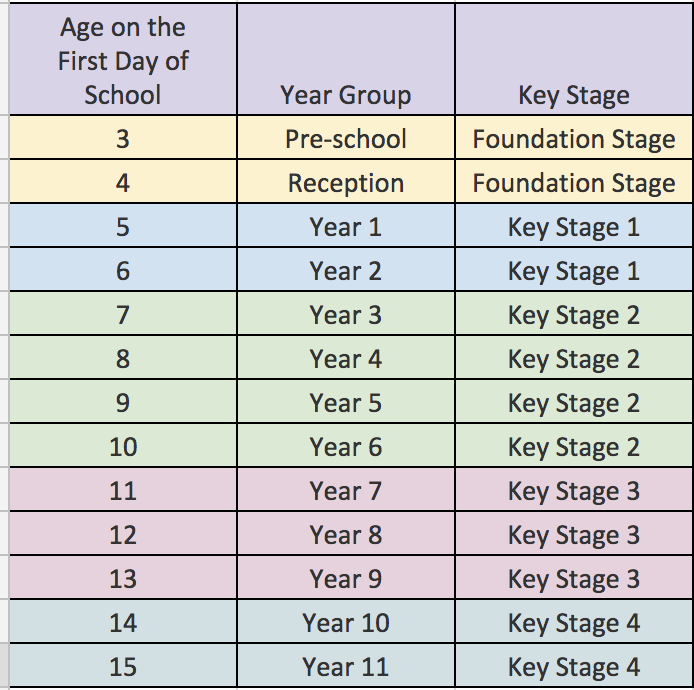 Age on the
First Day of
School Year Group Key Stage
3 Pre-school Foundation Stage
4 Reception Foundation Stage
5 Year 1 Key Stage 1
6 Year 2 Key Stage 1
7 Year 3 Key Stage 2
8 Year 4 Key Stage 2
9 Year 5 Key Stage 2
10 Year 6 Key Stage 2
11 Year 7 Key Stage 3
12 Year 8 Key Stage 3
13 Year 9 Key Stage 3
14 Year 10 Key Stage 4
15 Year 11 Key Stage 4